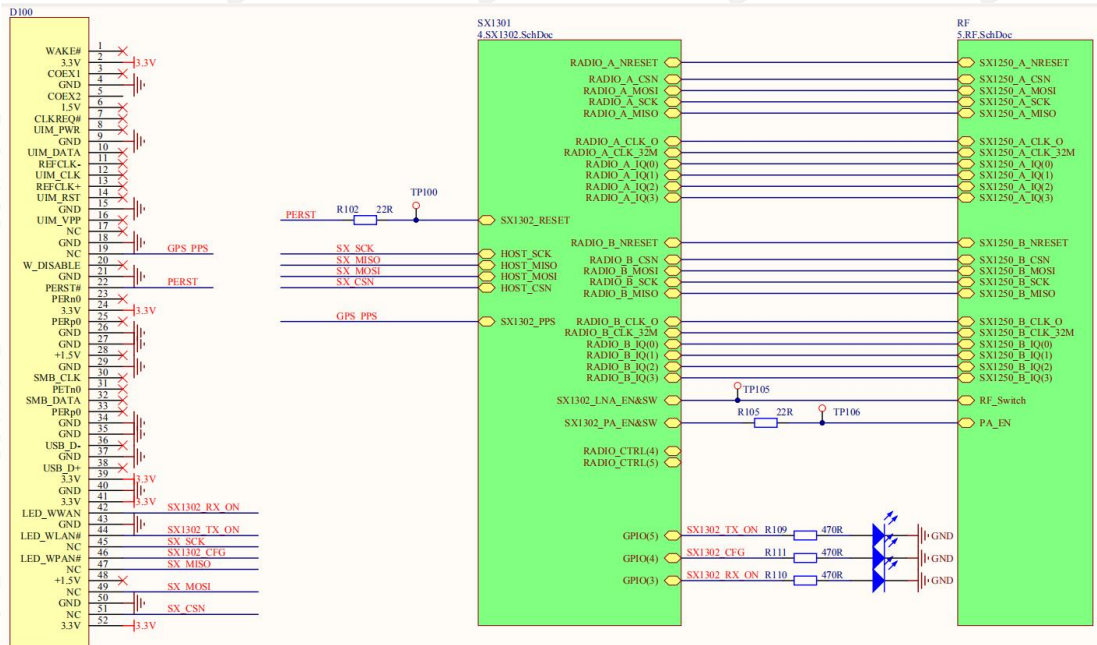 D100
WAKE# 1
3.3V 2 3.3V
COEX1 3
GND 4
COEX2 5
1.5V 6
CLKREQ# 7
UIM_PWR 8
GND 9
UIM_DATA 10
REFCLK- 11
UIM_CLK 12
REFCLK+ 13
UIM_RST 14
GND 15
UIM_VPP 16
NC 17
GND 18
NC 19 GPS_PPS
W_DISABLE 20
GND 21
PERST# 22 PERST
PERn0 23
3.3V 24 3.3V
PERp0 25
GND 26
GND 27
+1.5V 28
GND 29
SMB_CLK 30
PETn0 31
SMB_DATA 32
PERp0 33
GND 34
GND 35
USB_D- 36
GND 37
USB_D+ 38
3.3V 39 3.3V
GND 40
3.3V 41 3.3V
LED_WWAN 42 SX1302_RX_ON
GND 43
LED_WLAN# 44 SX1302_TX_ON
NC 45 SX_SCK
LED_WPAN# 46 SX1302_CFG
NC 47 SX_MISO
+1.5V 48
NC 49 SX_MOSI
GND 50
NC 51 SX_CSN
3.3V 52 3.3V
PERST R102 22R TP100
SX_SCK
SX_MISO
SX_MOSI
SX_CSN
GPS_PPS
SX1301
4.SX1302.SchDoc
SX1302_RESET
HOST_SCK
HOST_MISO
HOST_MOSI
HOST_CSN
SX1302_PPS
RADIO_A_NRESET
RADIO_A_CSN
RADIO_A_MOSI
RADIO_A_SCK
RADIO_A_MISO
RADIO_A_CLK_O
RADIO_A_CLK_32M
RADIO_A_IQ(0)
RADIO_A_IQ(1)
RADIO_A_IQ(2)
RADIO_A_IQ(3)
RADIO_B_NRESET
RADIO_B_CSN
RADIO_B_MOSI
RADIO_B_SCK
RADIO_B_MISO
RADIO_B_CLK_O
RADIO_B_CLK_32M
RADIO_B_IQ(0)
RADIO_B_IQ(1)
RADIO_B_IQ(2)
RADIO_B_IQ(3)
SX1302_LNA_EN&SW
SX1302_PA_EN&SW
RADIO_CTRL(4)
RADIO_CTRL(5)
GPIO(5)
GPIO(4)
GPIO(3)
TP105
R105 22R TP106
SX1302_TX_ON R109 470R GND
SX1302_CFG R111 470R GND
SX1302_RX_ON R110 470R GND
RF
5.RF.SchDoc
SX1250_A_NRESET
SX1250_A_CSN
SX1250_A_MOSI
SX1250_A_SCK
SX1250_A_MISO
SX1250_A_CLK_O
SX1250_A_CLK_32M
SX1250_A_IQ(0)
SX1250_A_IQ(1)
SX1250_A_IQ(2)
SX1250_A_IQ(3)
SX1250_B_NRESET
SX1250_B_CSN
SX1250_B_MOSI
SX1250_B_SCK
SX1250_B_MISO
SX1250_B_CLK_O
SX1250_B_CLK_32M
SX1250_B_IQ(0)
SX1250_B_IQ(1)
SX1250_B_IQ(2)
SX1250_B_IQ(3)
RF_Switch
PA_EN